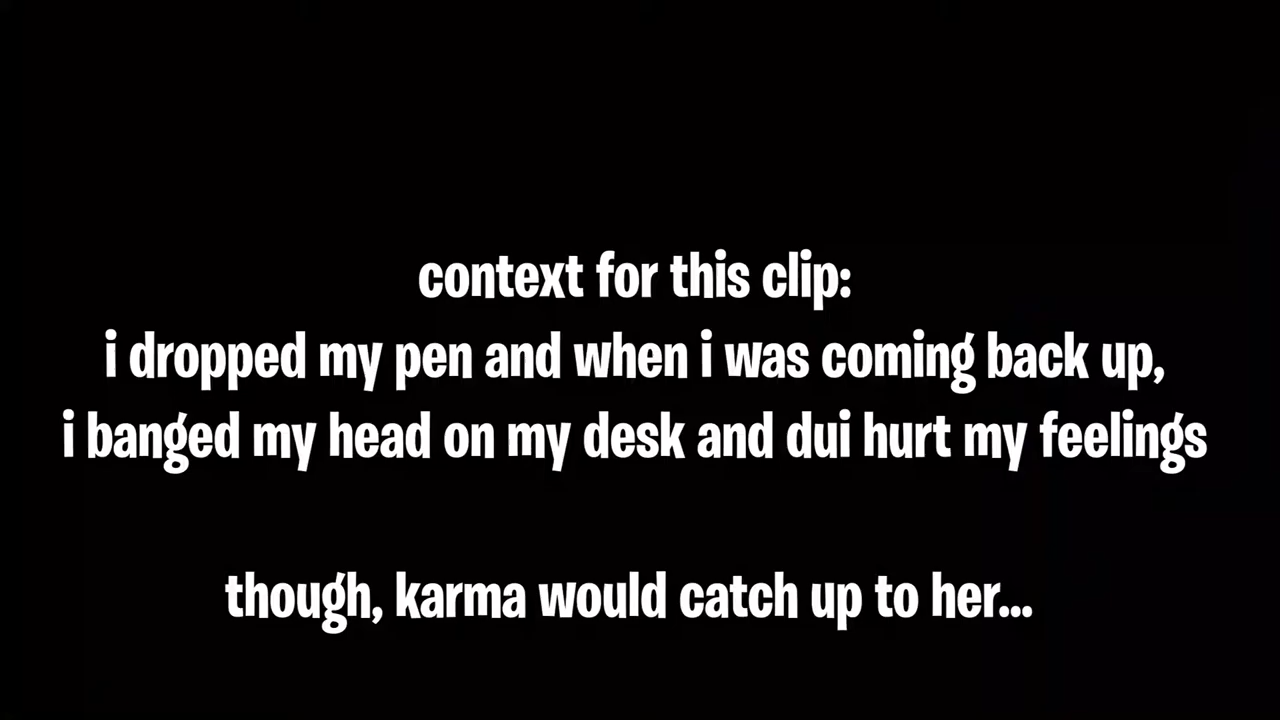 context for this clip:
i dropped my pen and when i was coming back up,
i banged my head on my desk and dui hurt my feelings
though, karma would catch up to her...